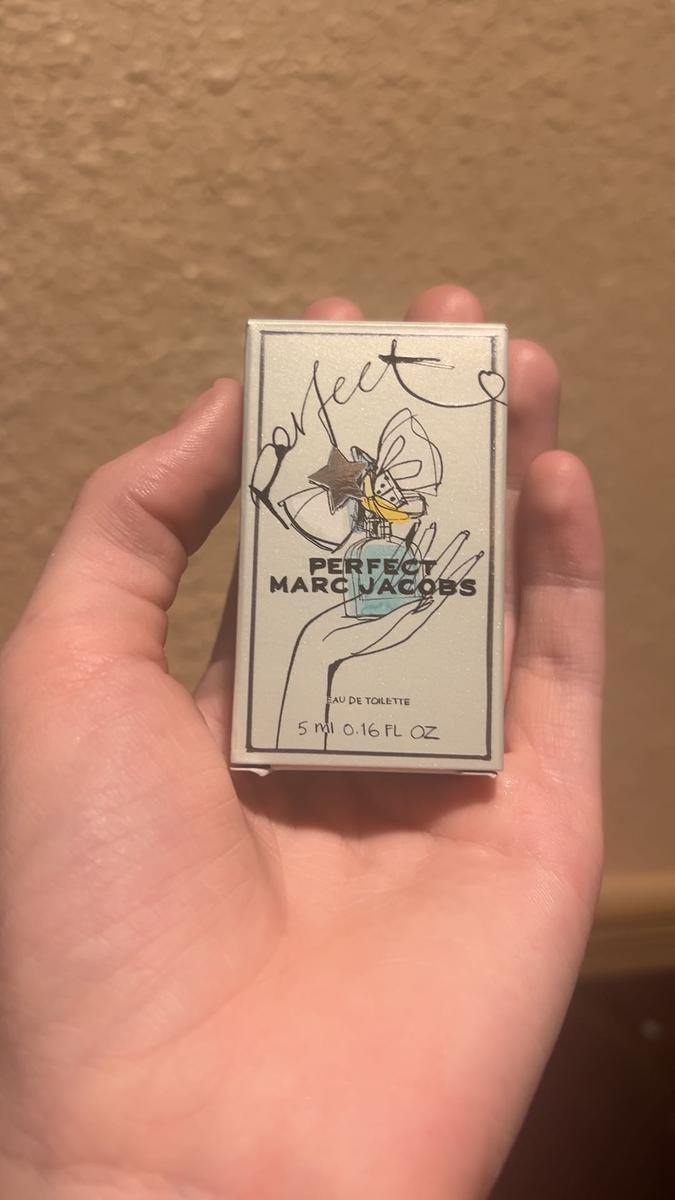 Perfect
PERFECT
MARC JACOBS
EAU DE TOILETTE
5 ml 0.16 FL OZ